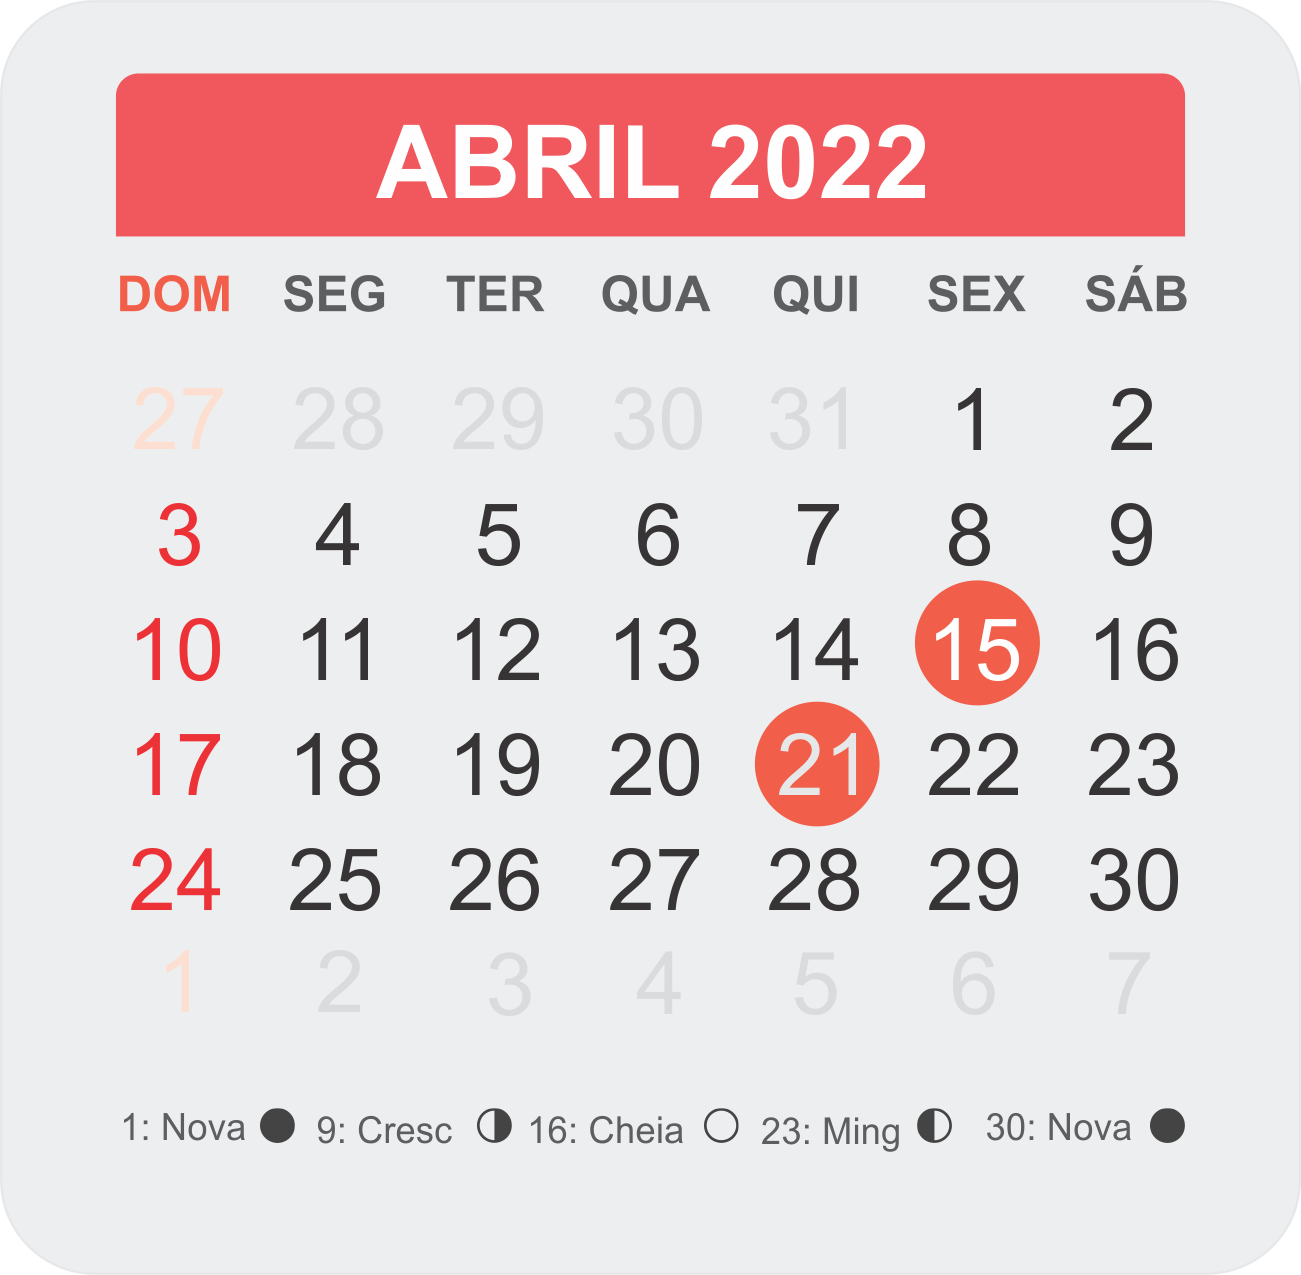 ABRIL 2022
DOM SEG TER QUA QUI SEX SÁB
27 28 29 30 31 1 2
3 4 5 6 7 8 9
10 11 12 13 14 15 16
17 18 19 20 21 22 23
24 25 26 27 28 29 30
1 2 3 4 5 6 7
1: Nova 9: Cresc 16: Cheia 23: Ming 30: Nova